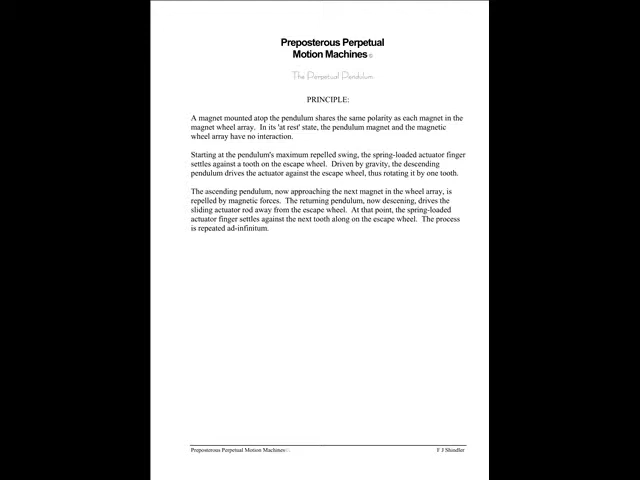 Preposterous Perpetual
Motion Machines©
The Perpetual Pendulum
PRINCIPLE:
A magnet mounted atop the pendulum shares the same polarity as each magnet in the
magnet wheel array.  In its 'at rest' state, the pendulum magnet and the magnetic
wheel array have no interaction.
Starting at the pendulum's maximum repelled swing, the spring-loaded actuator finger
settles against a tooth on the escape wheel.  Driven by gravity, the descending
pendulum drives the actuator against the escape wheel, thus rotating it by one tooth.
The ascending pendulum, now approaching the next magnet in the wheel array, is
repelled by magnetic forces.  The returning pendulum, now descening, drives the
sliding actuator rod away from the escape wheel.  At that point, the spring-loaded
actuator finger settles against the next tooth along on the escape wheel.  The process
is repeated ad-infinitum.
Preposterous Perpetual Motion Machines©
F J Shindler